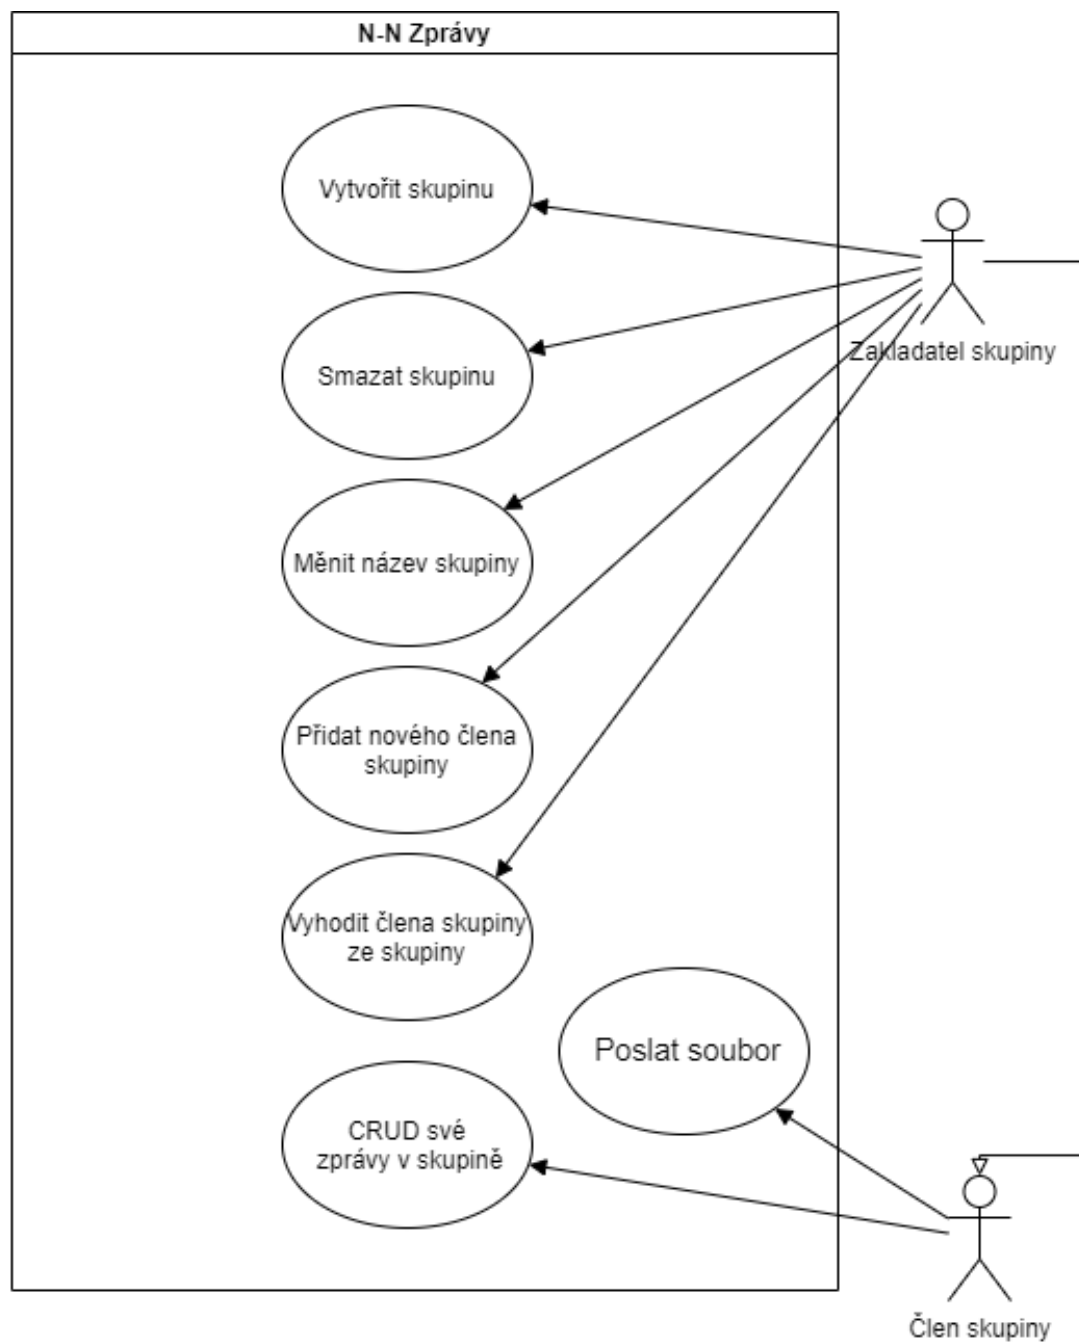 N-N Zprávy
Vytvořit skupinu
Zakladatel skupiny
Smazat skupinu
Měnit název skupiny
Přidat nového člena
skupiny
Vyhodit člena skupiny
ze skupiny
Poslat soubor
CRUD své
zprávy v skupině
Člen skupiny